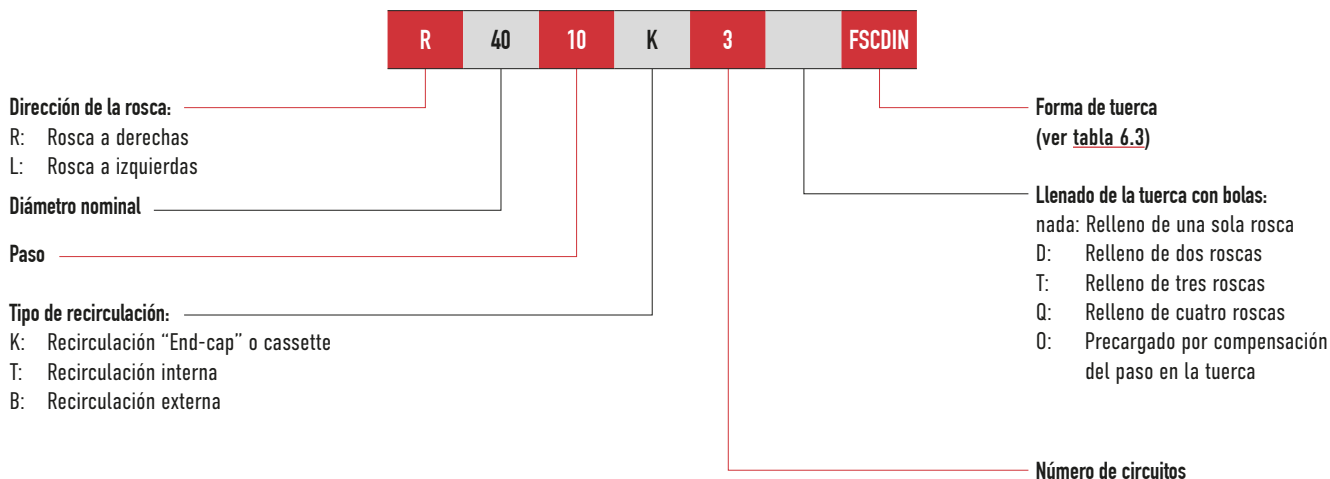 R 40 10 K 3 FSCDIN
Dirección de la rosca:
R: Rosca a derechas
L: Rosca a izquierdas
Diámetro nominal
Paso
Tipo de recirculación:
K: Recirculación “End-cap” o cassette
T: Recirculación interna
B: Recirculación externa
Forma de tuerca
(ver tabla 6.3)
Llenado de la tuerca con bolas:
nada: Relleno de una sola rosca
D: Relleno de dos roscas
T: Relleno de tres roscas
Q: Relleno de cuatro roscas
O: Precargado por compensación
del paso en la tuerca
Número de circuitos